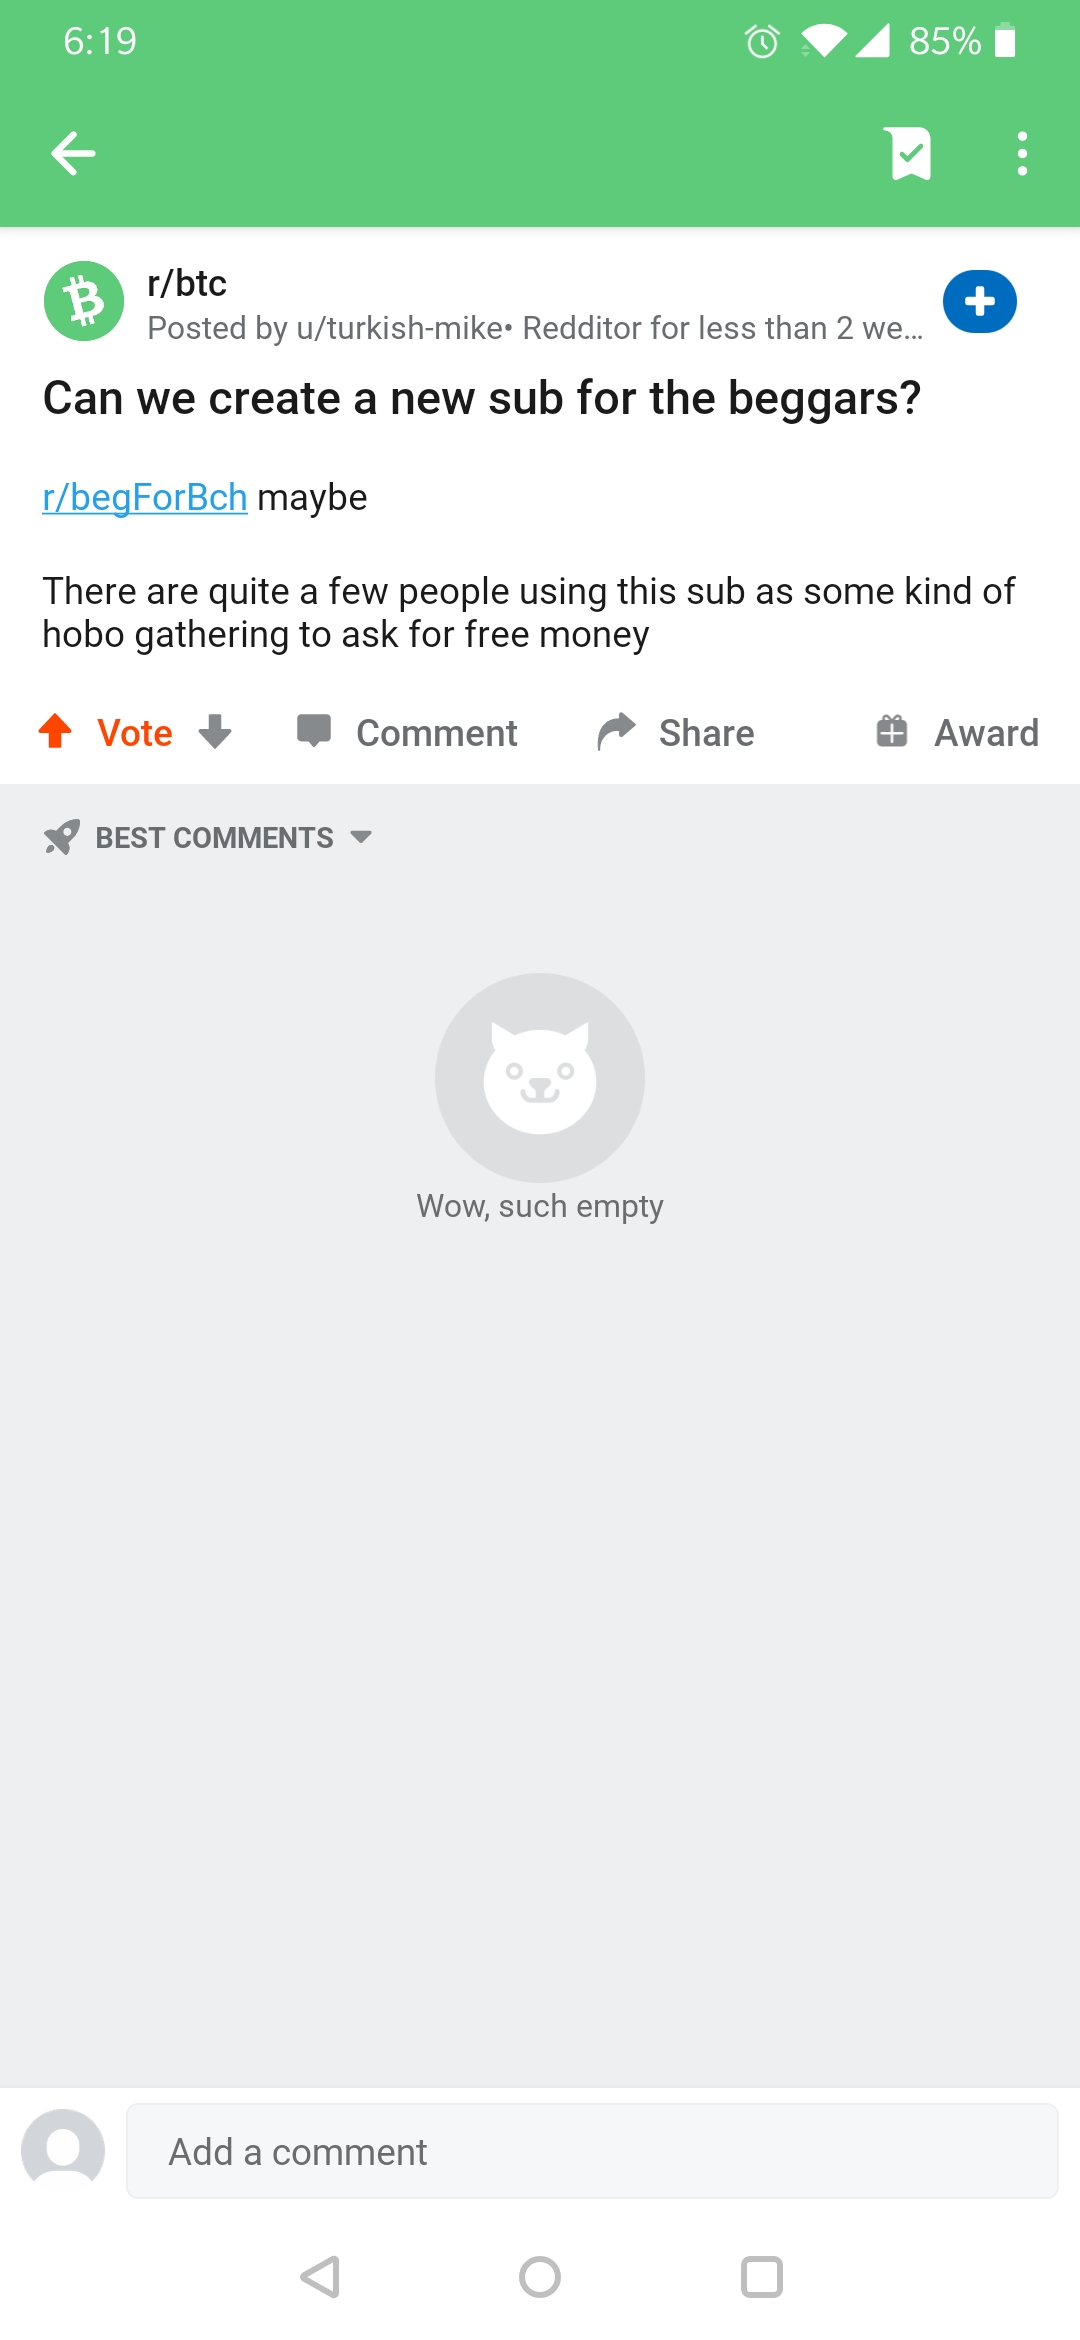 6:19
85%
r/btc
Posted by u/turkish-mike• Redditor for less than 2 we...
Can we create a new sub for the beggars?
r/begForBch maybe
There are quite a few people using this sub as some kind of
hobo gathering to ask for free money
Vote
Comment
Share
Award
BEST COMMENTS
Wow, such empty
Add a comment